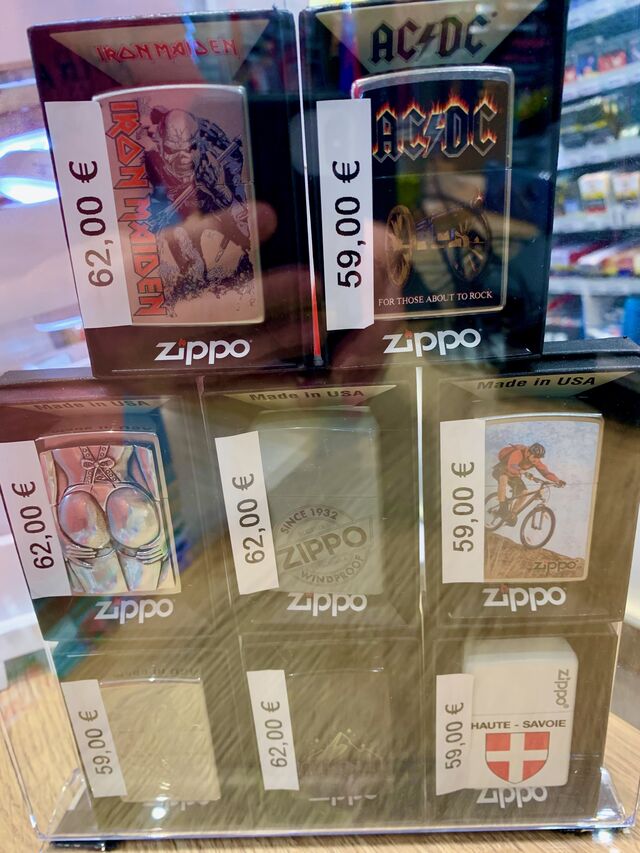 IRON MAIDEN
IRON MAIDEN
62,00 €
zippo
AC⚡DC
AC⚡DC
59,00 €
FOR THOSE ABOUT TO ROCK
zippo
Made in USA
62,00 €
zippo
Made in USA
62,00 €
SINCE 1932
ZIPPO
WINDPROOF
zippo
Made in USA
59,00 €
zippo
zippo
59,00 €
zippo
62,00 €
zippo
59,00 €
zippo
HAUTE - SAVOIE
zippo